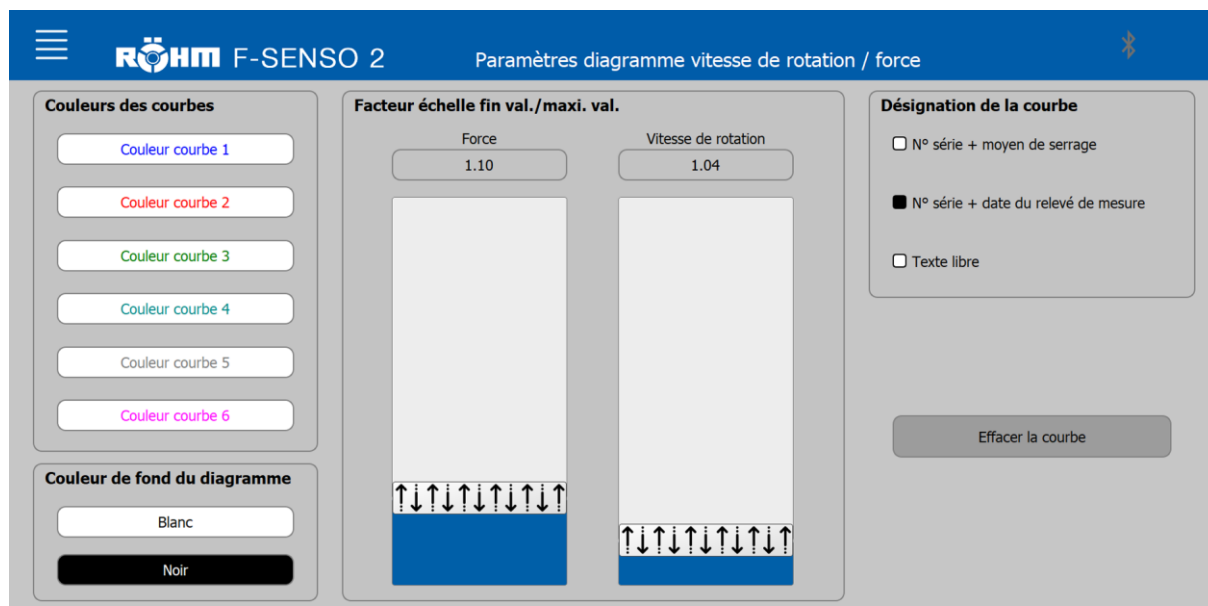 RÖHM F-SENSO 2
Paramètres diagramme vitesse de rotation / force
Couleurs des courbes
Couleur courbe 1
Couleur courbe 2
Couleur courbe 3
Couleur courbe 4
Couleur courbe 5
Couleur courbe 6
Couleur de fond du diagramme
Blanc
Noir
Facteur échelle fin val./maxi. val.
Force
1.10
Vitesse de rotation
1.04
Désignation de la courbe
N° série + moyen de serrage
N° série + date du relevé de mesure
Texte libre
Effacer la courbe